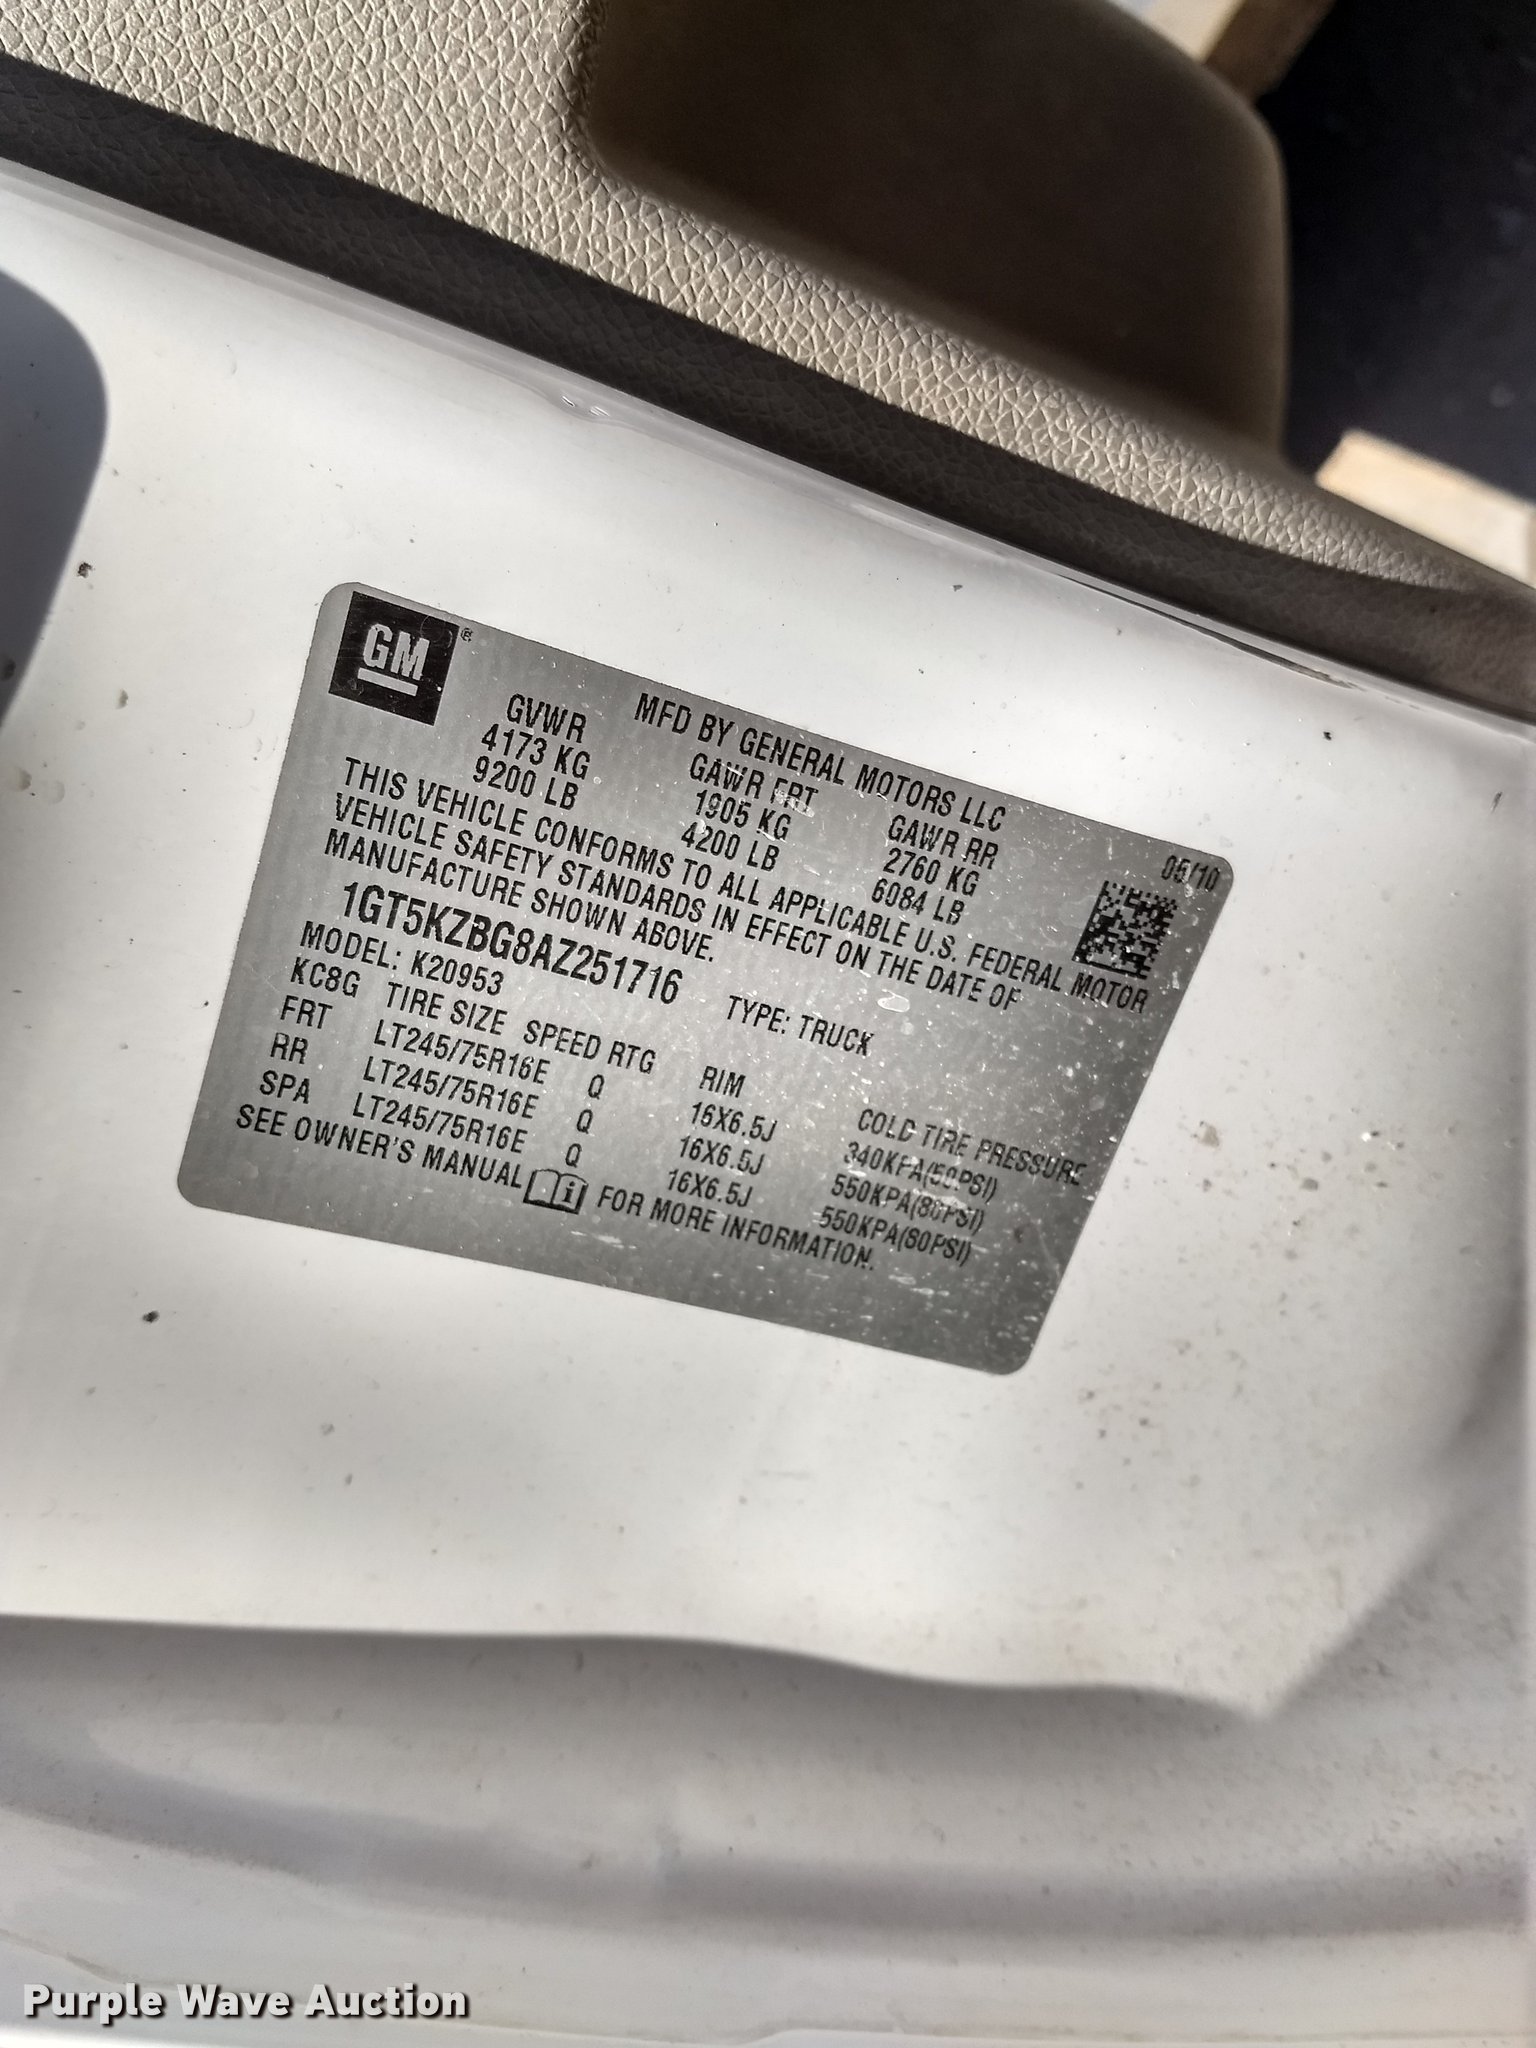 GM ®
MFD BY GENERAL MOTORS LLC 05/10
GVWR GAWR FRT GAWR RR
4173 KG 1905 KG 2760 KG
9200 LB 4200 LB 6084 LB
THIS VEHICLE CONFORMS TO ALL APPLICABLE U.S. FEDERAL MOTOR
VEHICLE SAFETY STANDARDS IN EFFECT ON THE DATE OF
MANUFACTURE SHOWN ABOVE.
1GT5KZBG8AZ251716 TYPE: TRUCK
MODEL: K20953
KC8G TIRE SIZE SPEED RTG RIM COLD TIRE PRESSURE
FRT LT245/75R16E Q 16X6.5J 340KPA(50PSI)
RR LT245/75R16E Q 16X6.5J 550KPA(80PSI)
SPA LT245/75R16E Q 16X6.5J 550KPA(80PSI)
SEE OWNER'S MANUAL i FOR MORE INFORMATION.
Purple Wave Auction